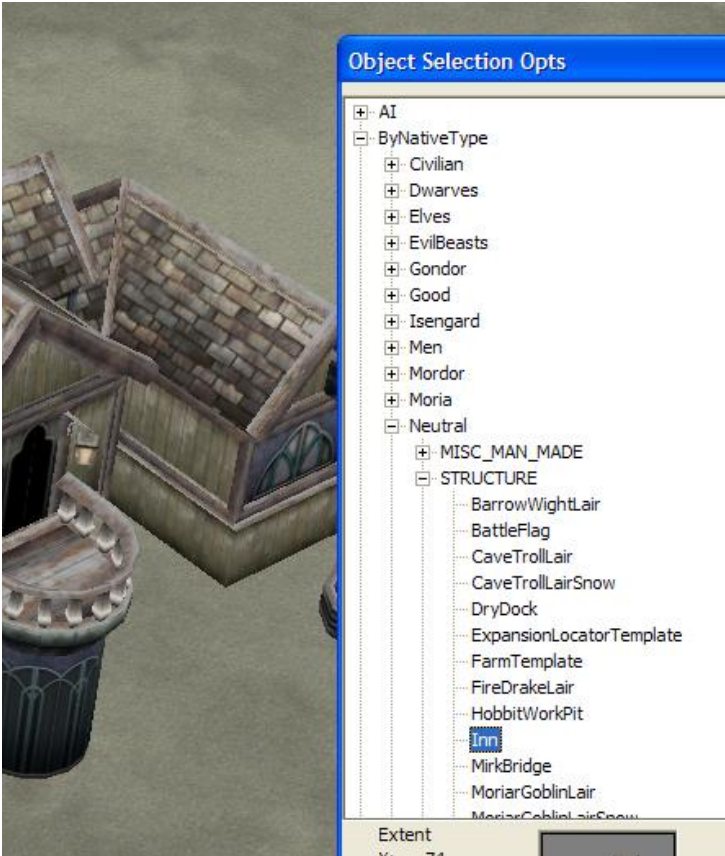 Object Selection Opts
AI
ByNativeType
Civilian
Dwarves
Elves
EvilBeasts
Gondor
Good
Isengard
Men
Mordor
Moria
Neutral
MISC_MAN_MADE
STRUCTURE
BarrowWightLair
BattleFlag
CaveTrollLair
CaveTrollLairSnow
DryDock
ExpansionLocatorTemplate
FarmTemplate
FireDrakeLair
HobbitWorkPit
Inn
MirkBridge
MoriarGoblinLair
MoriarGoblinLairSnow
Extent